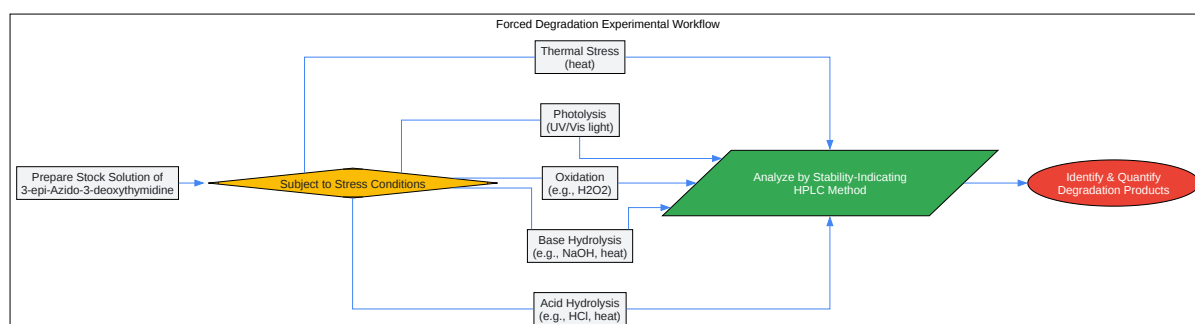 Forced Degradation Experimental Workflow
Thermal Stress
(heat)
Photolysis
(UV/Vis light)
Prepare Stock Solution of
3-epi-Azido-3-deoxythymidine
Subject to Stress Conditions
Oxidation
(e.g., H2O2)
Analyze by Stability-Indicating
HPLC Method
Identify & Quantify
Degradation Products
Base Hydrolysis
(e.g., NaOH, heat)
Acid Hydrolysis
(e.g., HCl, heat)